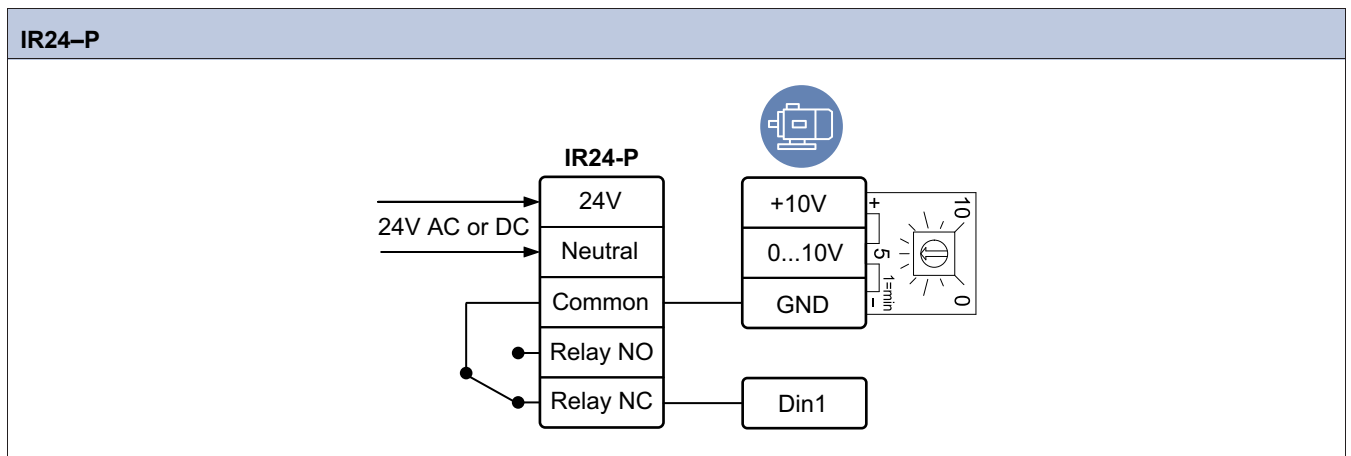 IR24–P
IR24-P
24V AC or DC
24V
Neutral
Common
Relay NO
Relay NC
+10V
0...10V
GND
Din1
+
-
10
5
0
1=min